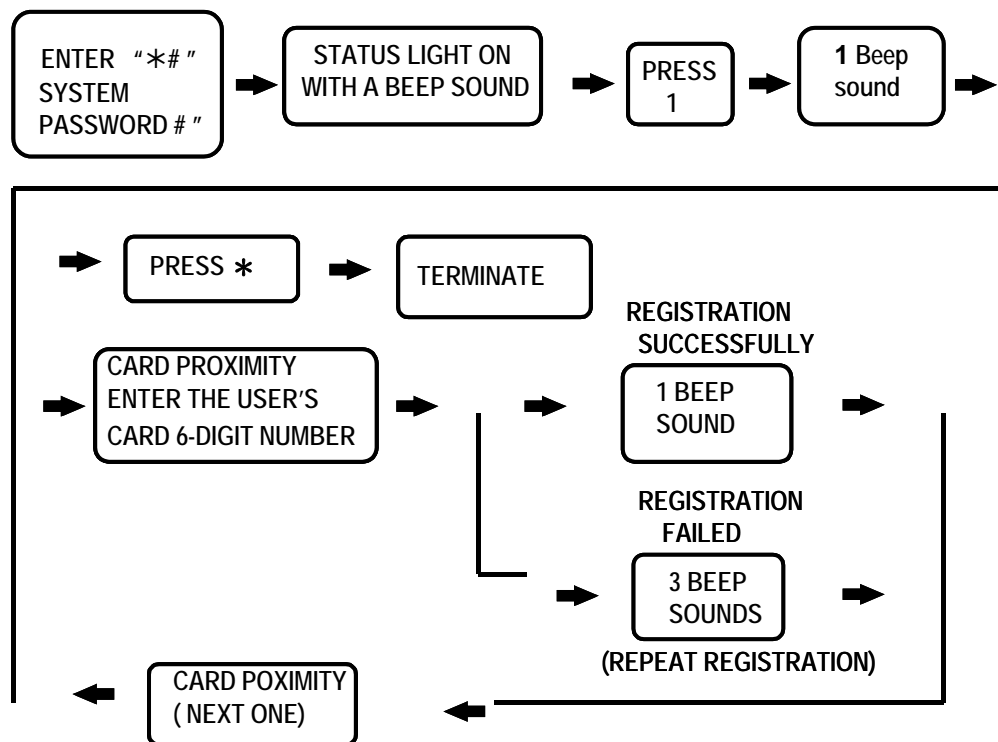 ENTER “＊# ”
SYSTEM
PASSWORD # ”
STATUS LIGHT ON
WITH A BEEP SOUND
PRESS
1
1 Beep
sound
PRESS ＊
TERMINATE
CARD PROXIMITY
ENTER THE USER'S
CARD 6-DIGIT NUMBER
REGISTRATION
SUCCESSFULLY
1 BEEP
SOUND
REGISTRATION
FAILED
3 BEEP
SOUNDS
(REPEAT REGISTRATION)
CARD POXIMITY
( NEXT ONE)